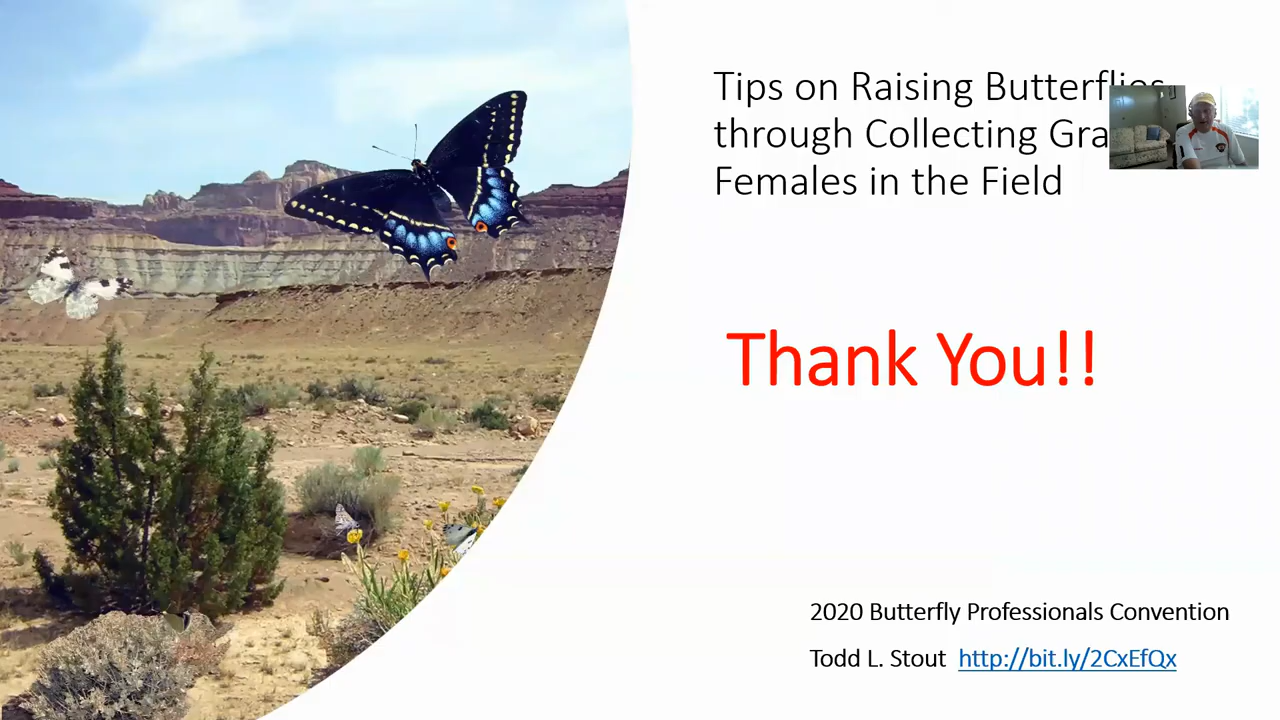 Tips on Raising Butterflies
through Collecting Gra
Females in the Field
Thank You!!
2020 Butterfly Professionals Convention
Todd L. Stout http://bit.ly/2CxEfQx